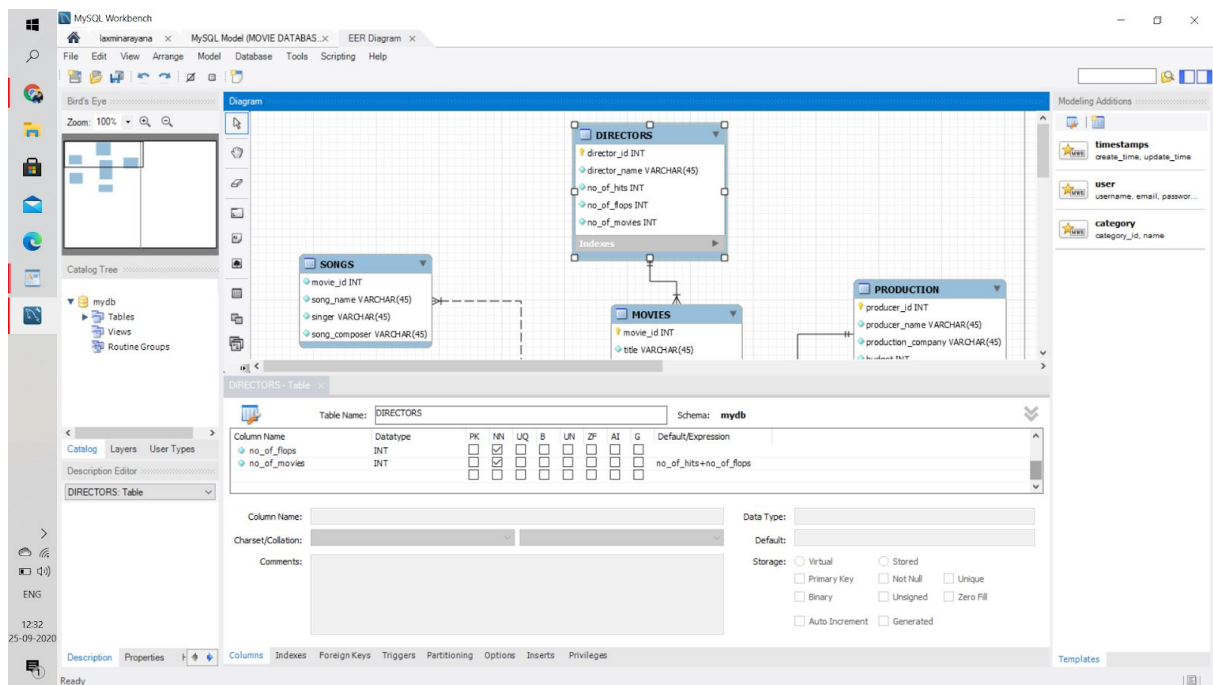 MySQL Workbench
laxminarayana × MySQL Model (MOVIE DATABAS..× EER Diagram ×
File Edit View Arrange Model Database Tools Scripting Help
Bird's Eye
Zoom: 100%
Diagram
Modeling Additions
timestamps
create_time, update_time
user
username, email, passwor...
category
category_id, name
DIRECTORS
director_id INT
director_name VARCHAR(45)
no_of_hits INT
no_of_flops INT
no_of_movies INT
Indexes
SONGS
movie_id INT
song_name VARCHAR(45)
singer VARCHAR(45)
song_composer VARCHAR(45)
MOVIES
movie_id INT
title VARCHAR(45)
PRODUCTION
producer_id INT
producer_name VARCHAR(45)
production_company VARCHAR(45)
budget INT
Catalog Tree
mydb
Tables
Views
Routine Groups
Catalog Layers User Types
Description Editor
DIRECTORS: Table
DIRECTORS - Table ×
Table Name: DIRECTORS Schema: mydb
Column Name Datatype PK NN UQ B UN ZF AI G Default/Expression
no_of_flops INT
no_of_movies INT no_of_hits+no_of_flops
Column Name: Data Type:
Charset/Collation: Default:
Comments: Storage: Virtual Stored
Primary Key Not Null Unique
Binary Unsigned Zero Fill
Auto Increment Generated
Columns Indexes Foreign Keys Triggers Partitioning Options Inserts Privileges
Description Properties
Templates
Ready
ENG
12:32
25-09-2020